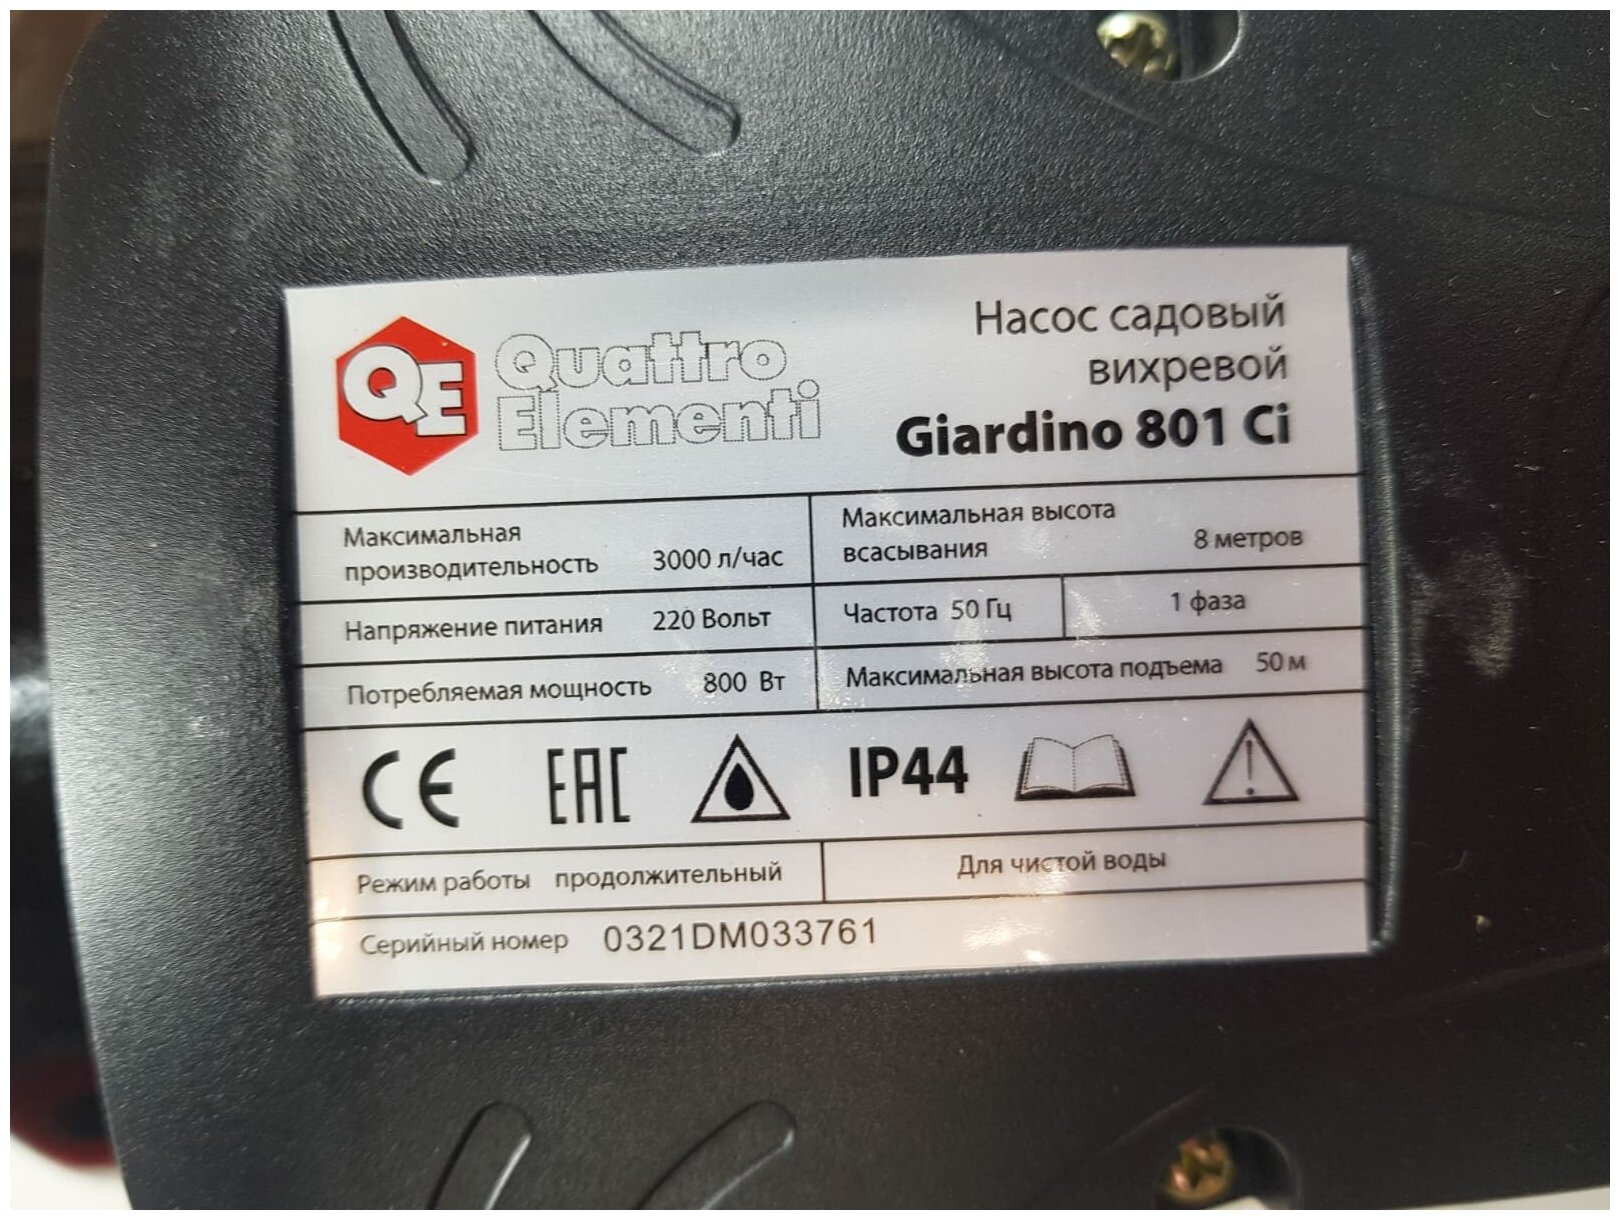 QE Quattro Elementi
Насос садовый
вихревой
Giardino 801 Ci
Максимальная
производительность 3000 л/час
Максимальная высота
всасывания 8 метров
Напряжение питания 220 Вольт
Частота 50 Гц
1 фаза
Потребляемая мощность 800 Вт
Максимальная высота подъема 50 м
CE EAC IP44
Режим работы продолжительный
Для чистой воды
Серийный номер 0321DM033761